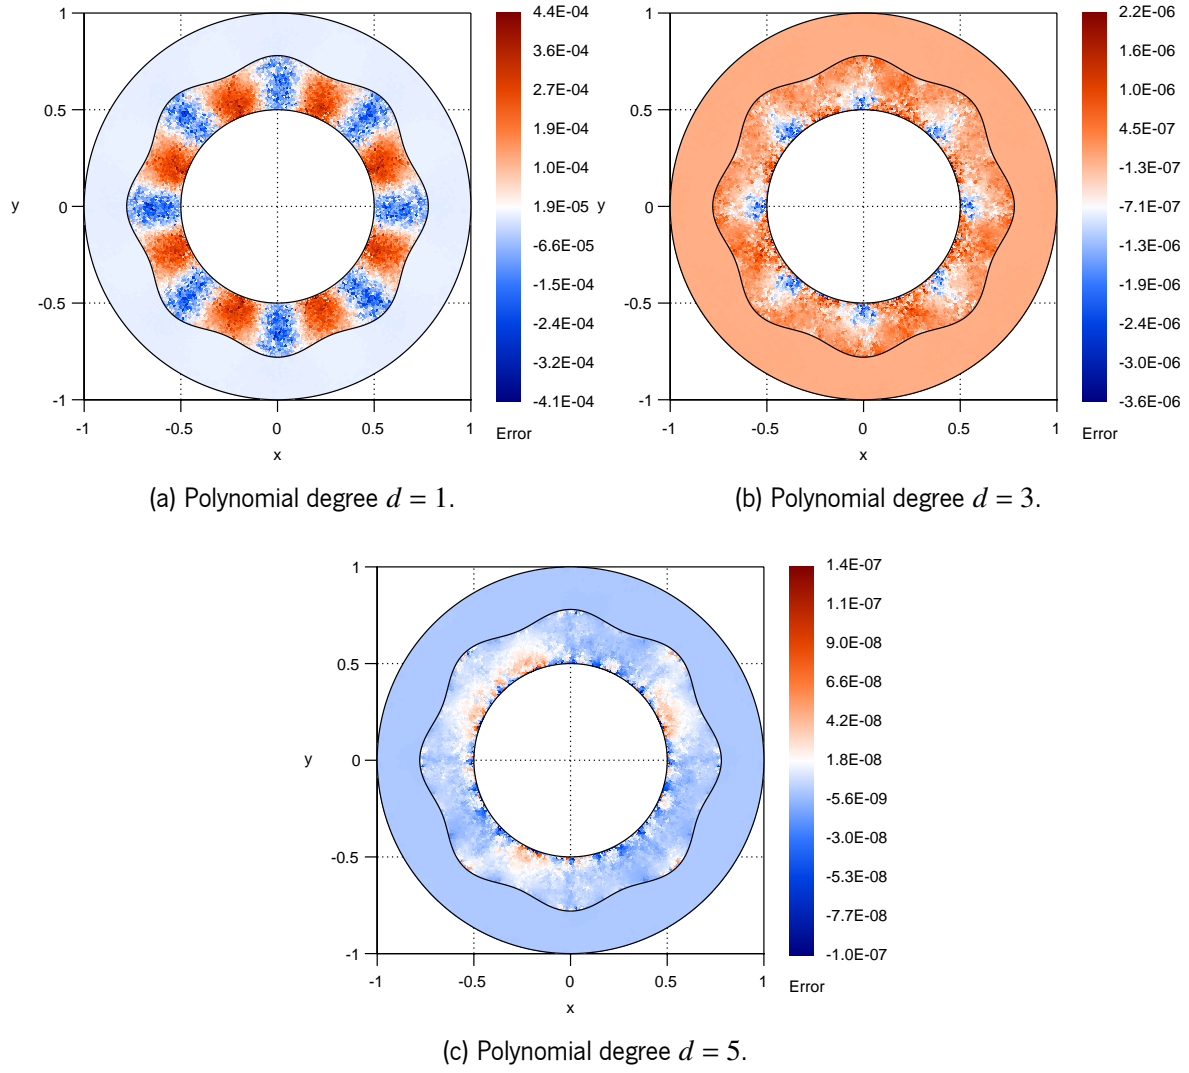 1
0.5
y
0
-0.5
-1
-1
-0.5
0
0.5
1
x
4.4E-04
3.6E-04
2.7E-04
1.9E-04
1.0E-04
1.9E-05
-6.6E-05
-1.5E-04
-2.4E-04
-3.2E-04
-4.1E-04
Error
(a) Polynomial degree d = 1.
1
0.5
y
0
-0.5
-1
-1
-0.5
0
0.5
1
x
2.2E-06
1.6E-06
1.0E-06
4.5E-07
-1.3E-07
-7.1E-07
-1.3E-06
-1.9E-06
-2.4E-06
-3.0E-06
-3.6E-06
Error
(b) Polynomial degree d = 3.
1
0.5
y
0
-0.5
-1
-1
-0.5
0
0.5
1
x
1.4E-07
1.1E-07
9.0E-08
6.6E-08
4.2E-08
1.8E-08
-5.6E-09
-3.0E-08
-5.3E-08
-7.7E-08
-1.0E-07
Error
(c) Polynomial degree d = 5.